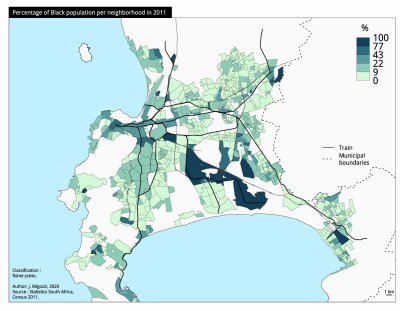 Percentage of Black population per neighborhood in 2011
%
100
77
43
22
9
0
Train
Municipal
boundaries
Classification :
fisher-jenks.
Author: J. Migozzi, 2020
Source : Statistics South Africa,
Census 2011.
1 km